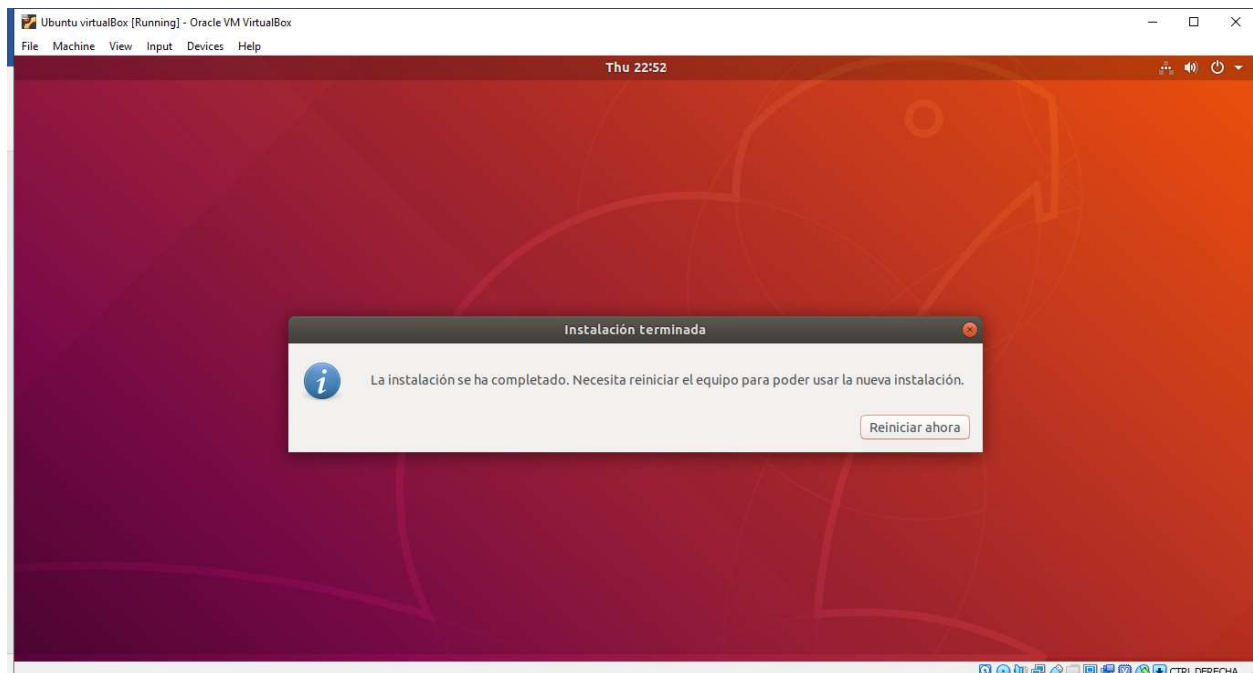 Ubuntu virtualBox [Running] - Oracle VM VirtualBox
File Machine View Input Devices Help
Thu 22:52
Instalación terminada
La instalación se ha completado. Necesita reiniciar el equipo para poder usar la nueva instalación.
Reiniciar ahora
CTRL DERECHA